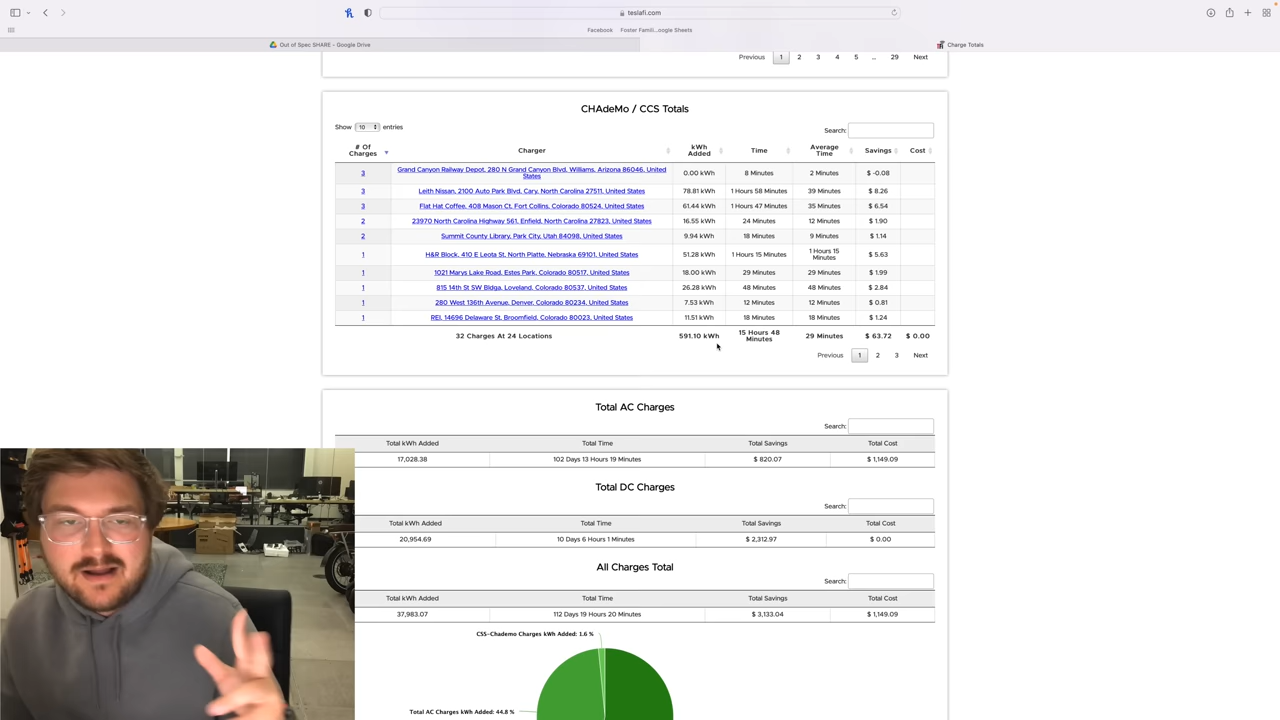 teslafi.com
Facebook Foster Famili...oogle Sheets
Out of Spec SHARE - Google Drive
Charge Totals
Previous 1 2 3 4 5 ... 29 Next
CHAdeMo / CCS Totals
Show 10 entries
Search:
# Of Charges Charger kWh Added Time Average Time Savings Cost
3 Grand Canyon Railway Depot, 280 N Grand Canyon Blvd, Williams, Arizona 86046, United States 0.00 kWh 8 Minutes 2 Minutes $ -0.08
3 Leith Nissan, 2100 Auto Park Blvd, Cary, North Carolina 27511, United States 78.81 kWh 1 Hours 58 Minutes 39 Minutes $ 8.26
3 Flat Hat Coffee, 408 Mason Ct, Fort Collins, Colorado 80524, United States 61.44 kWh 1 Hours 47 Minutes 35 Minutes $ 6.54
2 23970 North Carolina Highway 561, Enfield, North Carolina 27823, United States 16.55 kWh 24 Minutes 12 Minutes $ 1.90
2 Summit County Library, Park City, Utah 84098, United States 9.94 kWh 18 Minutes 9 Minutes $ 1.14
1 H&R Block, 410 E Leota St, North Platte, Nebraska 69101, United States 51.28 kWh 1 Hours 15 Minutes 1 Hours 15 Minutes $ 5.63
1 1021 Marys Lake Road, Estes Park, Colorado 80517, United States 18.00 kWh 29 Minutes 29 Minutes $ 1.99
1 815 14th St SW Bldga, Loveland, Colorado 80537, United States 26.28 kWh 48 Minutes 48 Minutes $ 2.84
1 280 West 136th Avenue, Denver, Colorado 80234, United States 7.53 kWh 12 Minutes 12 Minutes $ 0.81
1 REI, 14696 Delaware St, Broomfield, Colorado 80023, United States 11.51 kWh 18 Minutes 18 Minutes $ 1.24
32 Charges At 24 Locations 591.10 kWh 15 Hours 48 Minutes 29 Minutes $ 63.72 $ 0.00
Previous 1 2 3 Next
Total AC Charges
Search:
Total kWh Added Total Time Total Savings Total Cost
17,028.38 102 Days 13 Hours 19 Minutes $ 820.07 $ 1,149.09
Total DC Charges
Search:
Total kWh Added Total Time Total Savings Total Cost
20,954.69 10 Days 6 Hours 1 Minutes $ 2,312.97 $ 0.00
All Charges Total
Search:
Total kWh Added Total Time Total Savings Total Cost
37,983.07 112 Days 19 Hours 20 Minutes $ 3,133.04 $ 1,149.09
CSS-Chademo Charges kWh Added: 1.6 %
Total AC Charges kWh Added: 44.8 %